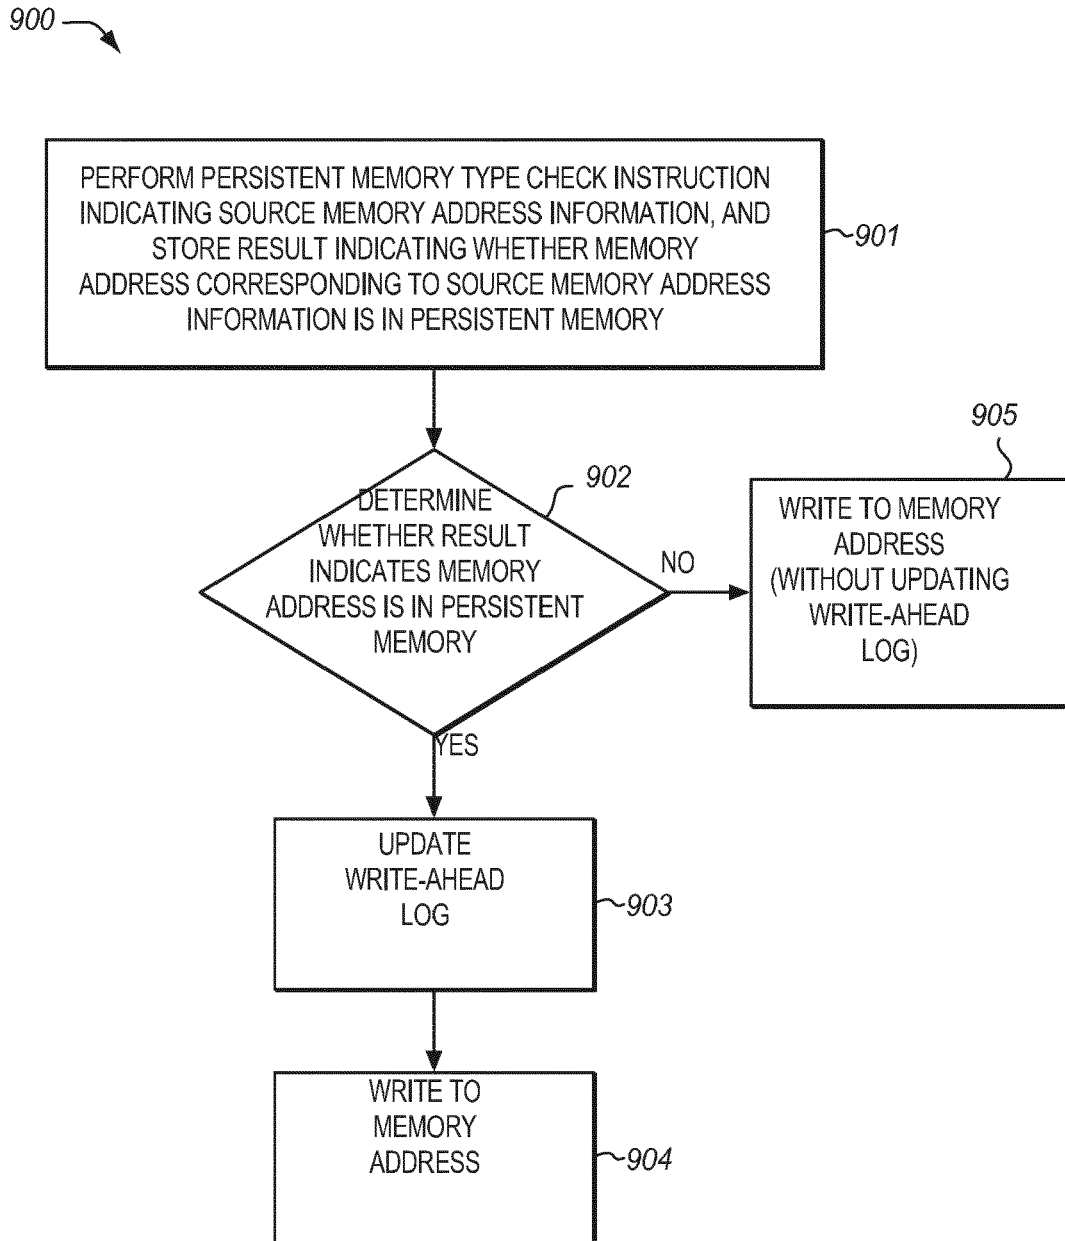 900
PERFORM PERSISTENT MEMORY TYPE CHECK INSTRUCTION
INDICATING SOURCE MEMORY ADDRESS INFORMATION, AND
STORE RESULT INDICATING WHETHER MEMORY
ADDRESS CORRESPONDING TO SOURCE MEMORY ADDRESS
INFORMATION IS IN PERSISTENT MEMORY
901
902
DETERMINE
WHETHER RESULT
INDICATES MEMORY
ADDRESS IS IN PERSISTENT
MEMORY
NO
905
WRITE TO MEMORY
ADDRESS
(WITHOUT UPDATING
WRITE-AHEAD
LOG)
YES
UPDATE
WRITE-AHEAD
LOG
903
WRITE TO
MEMORY
ADDRESS
904